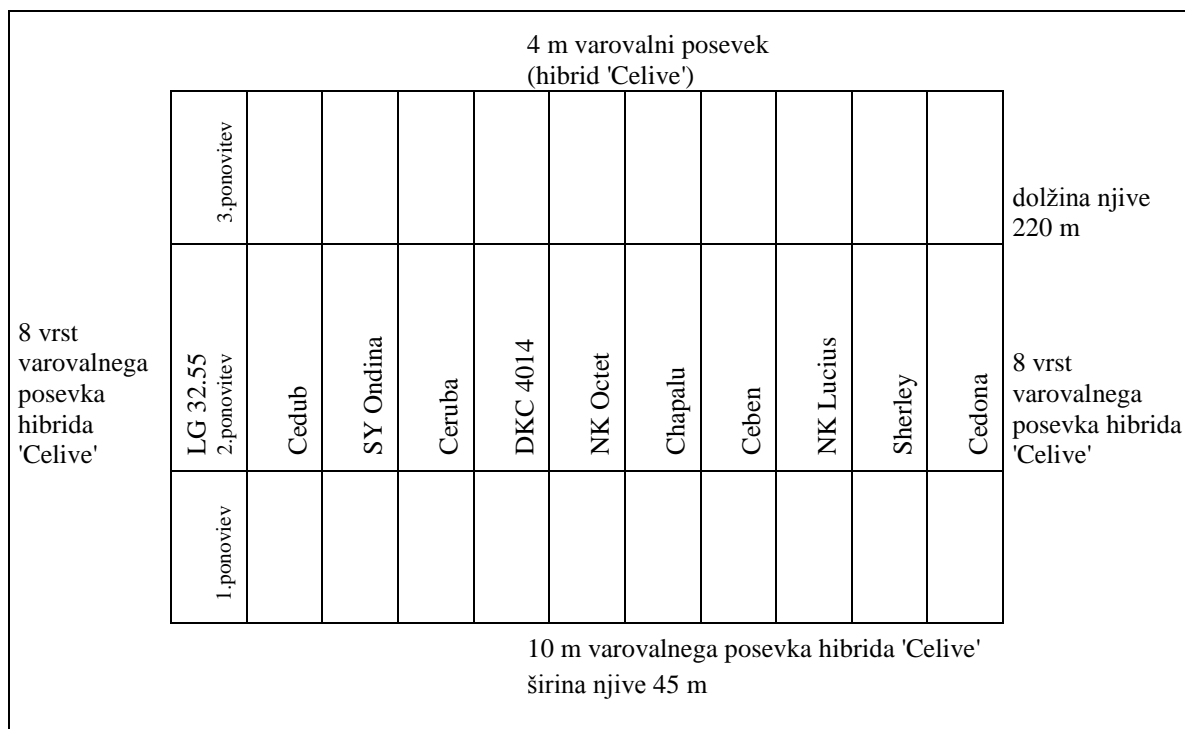 4 m varovalni posevek
(hibrid 'Celive')
3.ponovitev
dolžina njive
220 m
8 vrst
varovalnega
posevka
hibrida
'Celive'
LG 32.55
2.ponovitev
Cedub
SY Ondina
Ceruba
DKC 4014
NK Octet
Chapalu
Ceben
NK Lucius
Sherley
Cedona
8 vrst
varovalnega
posevka hibrida
'Celive'
1.ponoviev
10 m varovalnega posevka hibrida 'Celive'
širina njive 45 m